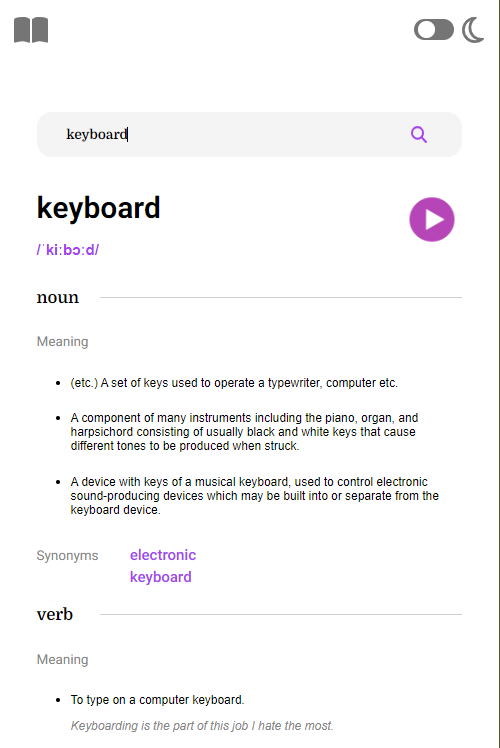 keyboard
keyboard
/ˈkiːbɔːd/
noun
Meaning
(etc.) A set of keys used to operate a typewriter, computer etc.
A component of many instruments including the piano, organ, and
harpsichord consisting of usually black and white keys that cause
different tones to be produced when struck.
A device with keys of a musical keyboard, used to control electronic
sound-producing devices which may be built into or separate from the
keyboard device.
Synonyms electronic
keyboard
verb
Meaning
To type on a computer keyboard.
Keyboarding is the part of this job I hate the most.